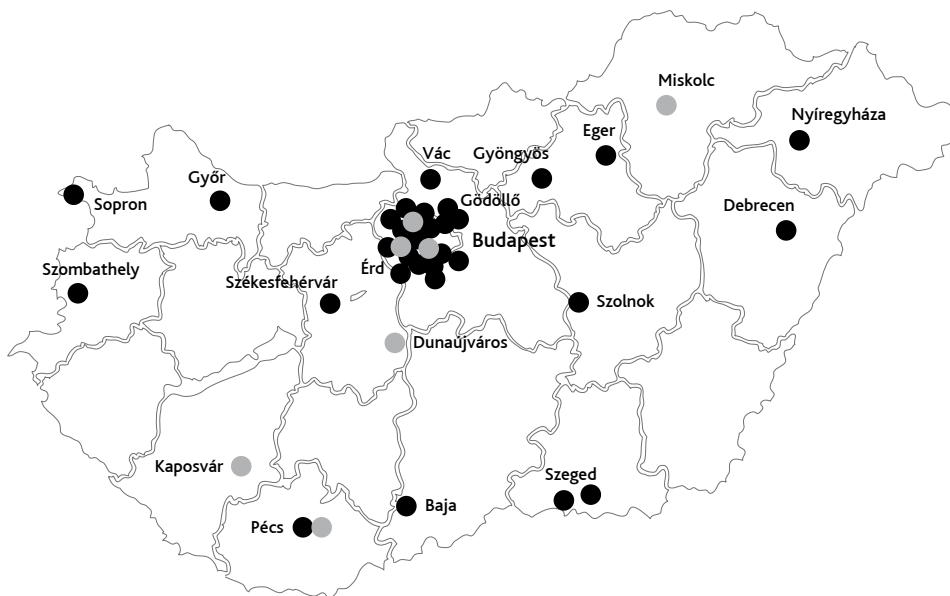 Miskolc
Nyíregyháza
Eger
Vác
Gyöngyös
Győr
Sopron
Gödöllő
Debrecen
Budapest
Szombathely
Érd
Székesfehérvár
Szolnok
Dunaújváros
Kaposvár
Szeged
Baja
Pécs